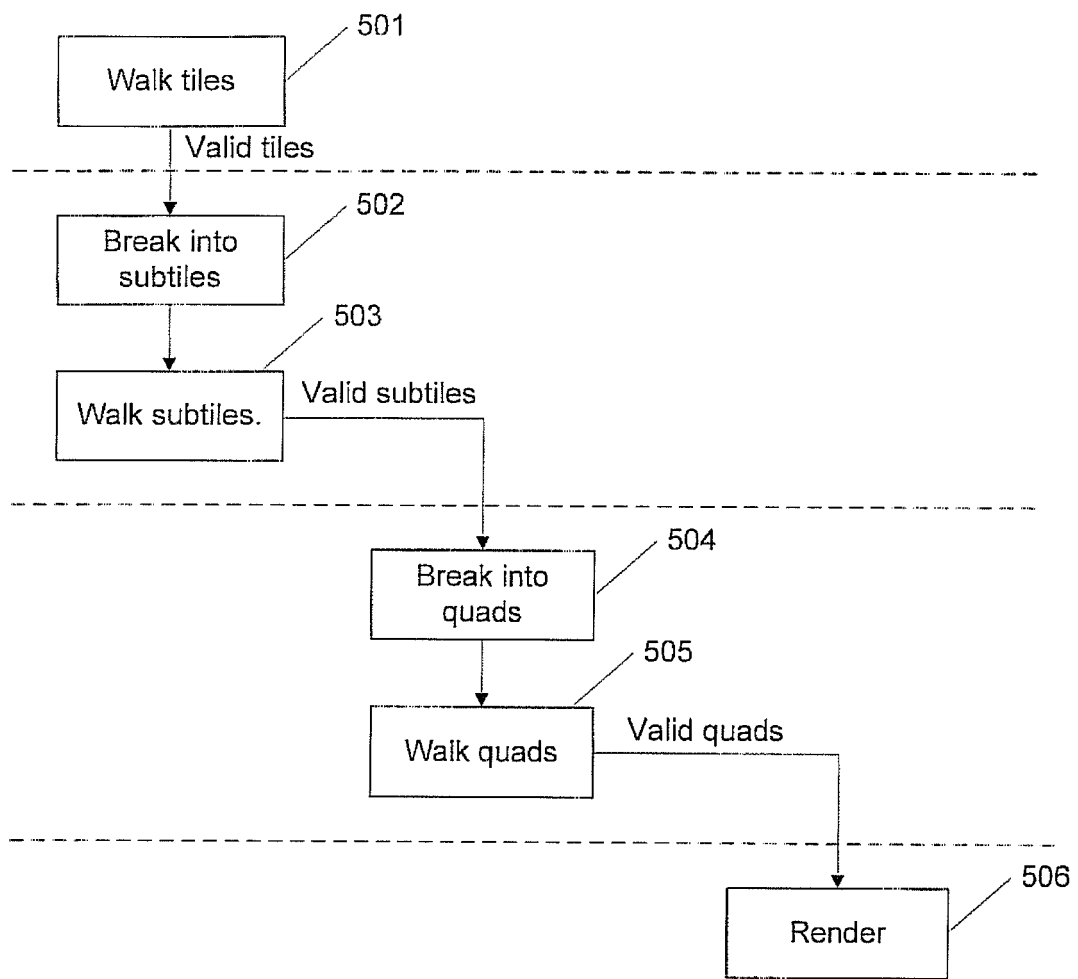 501
Walk tiles
Valid tiles
502
Break into
subtiles
503
Walk subtiles.
Valid subtiles
504
Break into
quads
505
Walk quads
Valid quads
506
Render